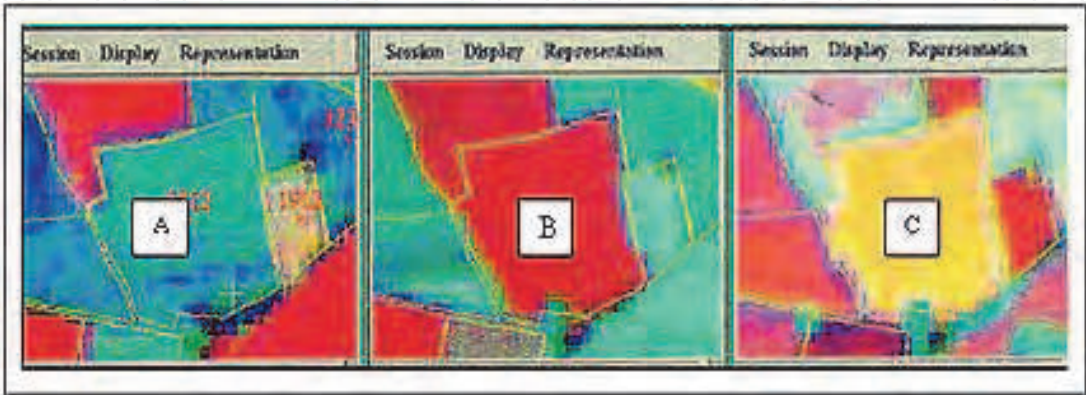 Session Display Representation
Session Display Representation
Session Display Representation
A
B
C